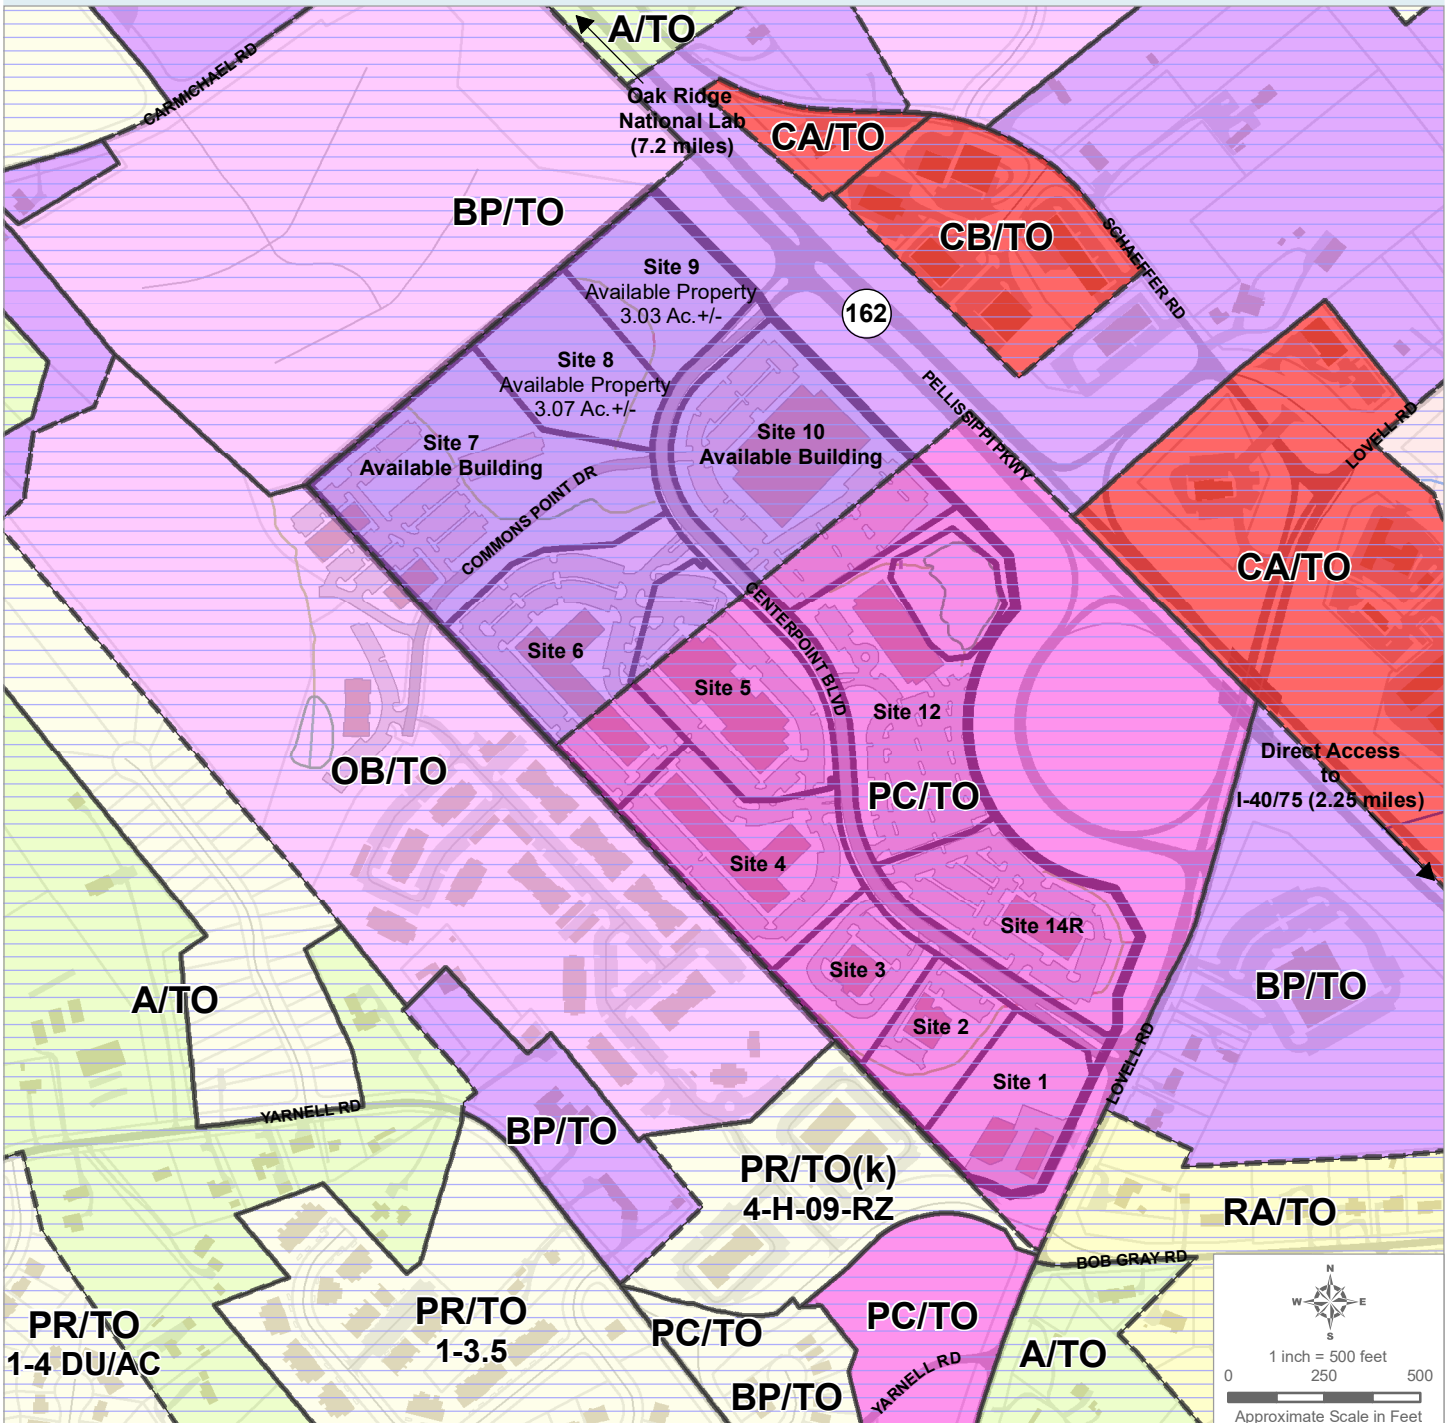 A/TO
CARMICHAEL RD
Oak Ridge
National Lab
(7.2 miles)
CA/TO
BP/TO
CB/TO
SCHAEFFER RD
Site 9
Available Property
3.03 Ac.+/-
162
Site 8
Available Property
3.07 Ac.+/-
PELLISSIPPI PKWY
LOVELL RD
Site 7
Available Building
Site 10
Available Building
COMMONS POINT DR
CA/TO
CENTERPOINT BLVD
Site 6
Site 5
Site 12
OB/TO
Direct Access
to
I-40/75 (2.25 miles)
PC/TO
Site 4
Site 14R
Site 3
BP/TO
A/TO
Site 2
Site 1
LOVELL RD
YARNELL RD
BP/TO
PR/TO(k)
4-H-09-RZ
RA/TO
BOB GRAY RD
PR/TO
1-4 DU/AC
PR/TO
1-3.5
PC/TO
PC/TO
A/TO
YARNELL RD
BP/TO
N
W
E
S
1 inch = 500 feet
0 250 500
Approximate Scale in Feet